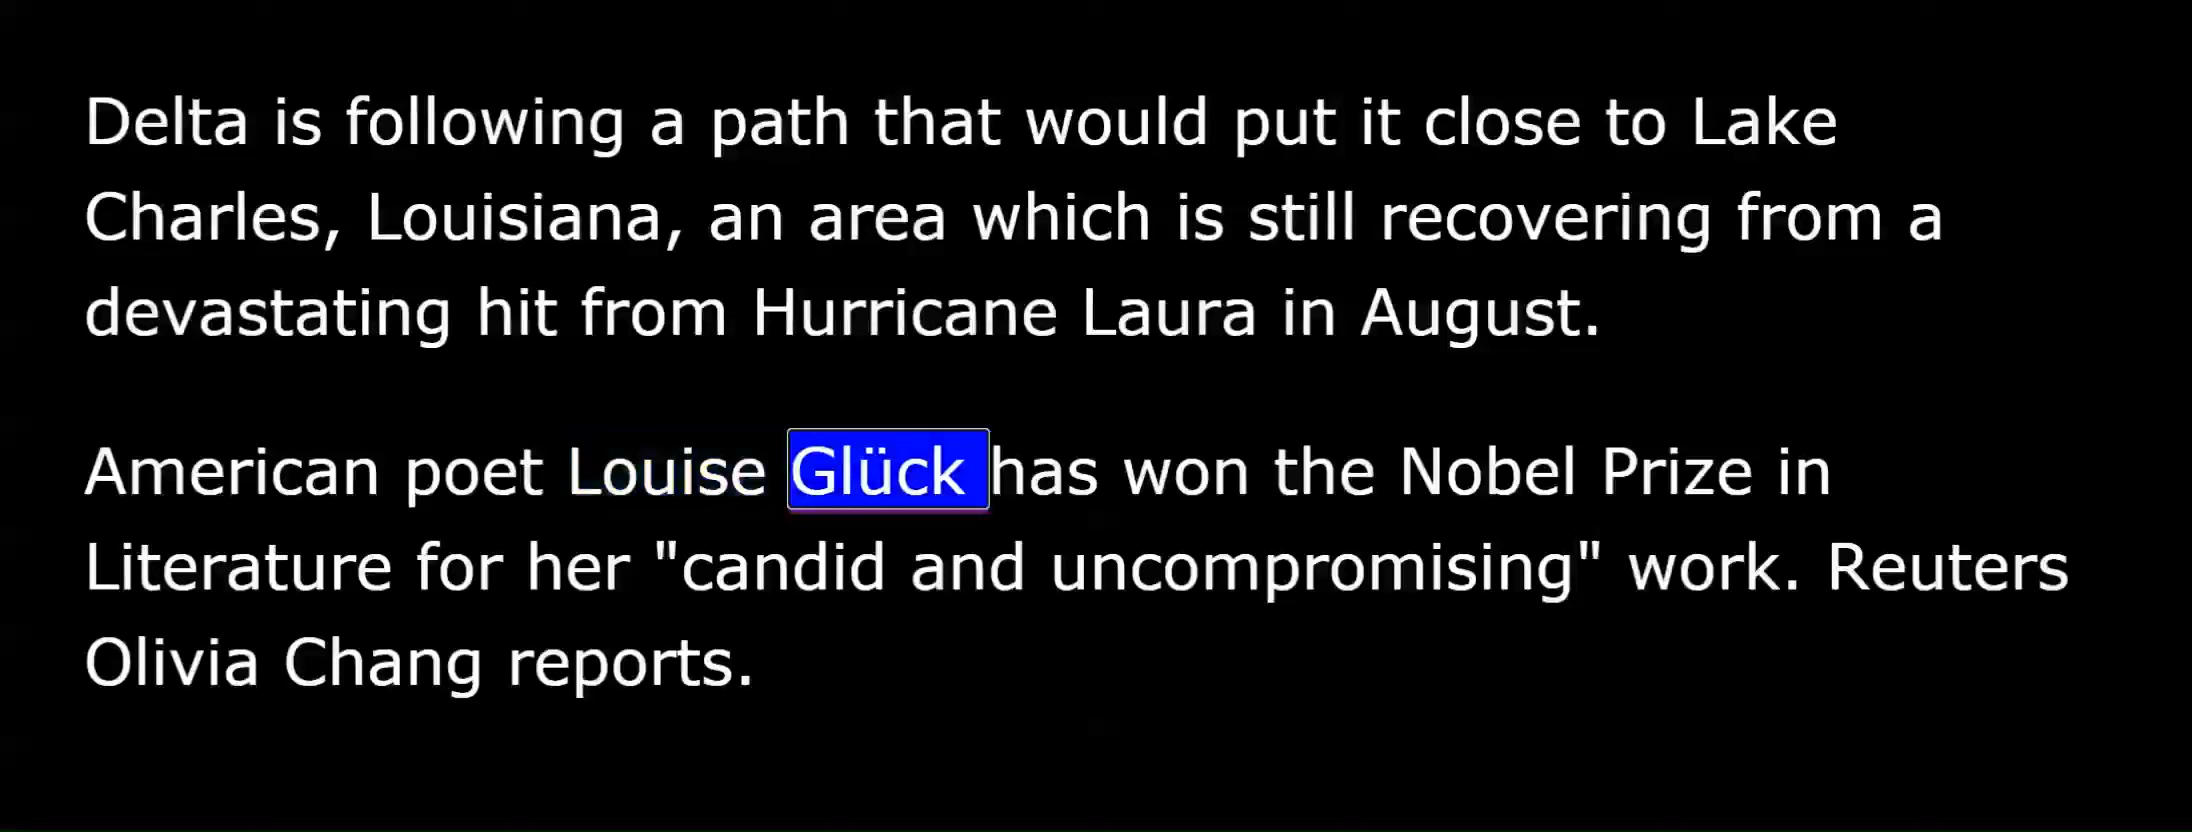 Delta is following a path that would put it close to Lake
Charles, Louisiana, an area which is still recovering from a
devastating hit from Hurricane Laura in August.
American poet Louise Glück has won the Nobel Prize in
Literature for her "candid and uncompromising" work. Reuters
Olivia Chang reports.